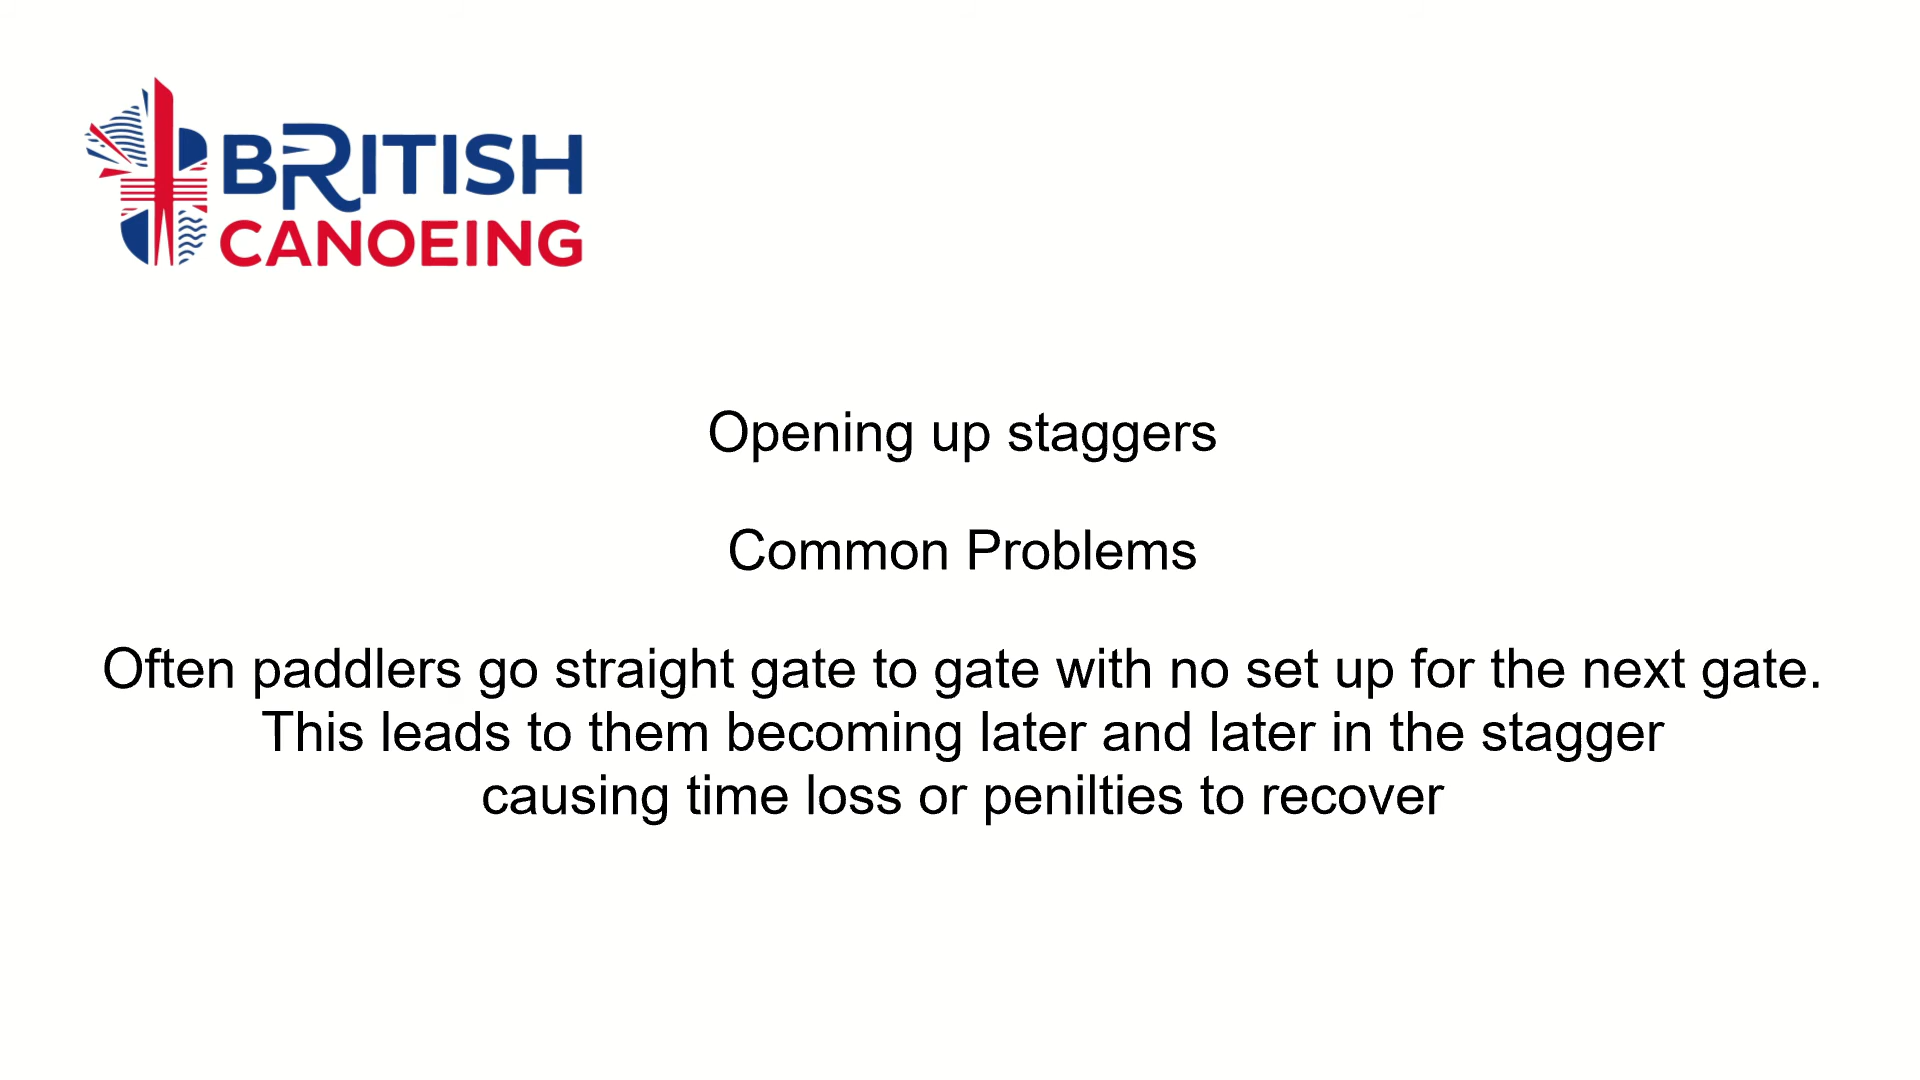 BRITISH
CANOEING
Opening up staggers
Common Problems
Often paddlers go straight gate to gate with no set up for the next gate.
This leads to them becoming later and later in the stagger
causing time loss or penilties to recover